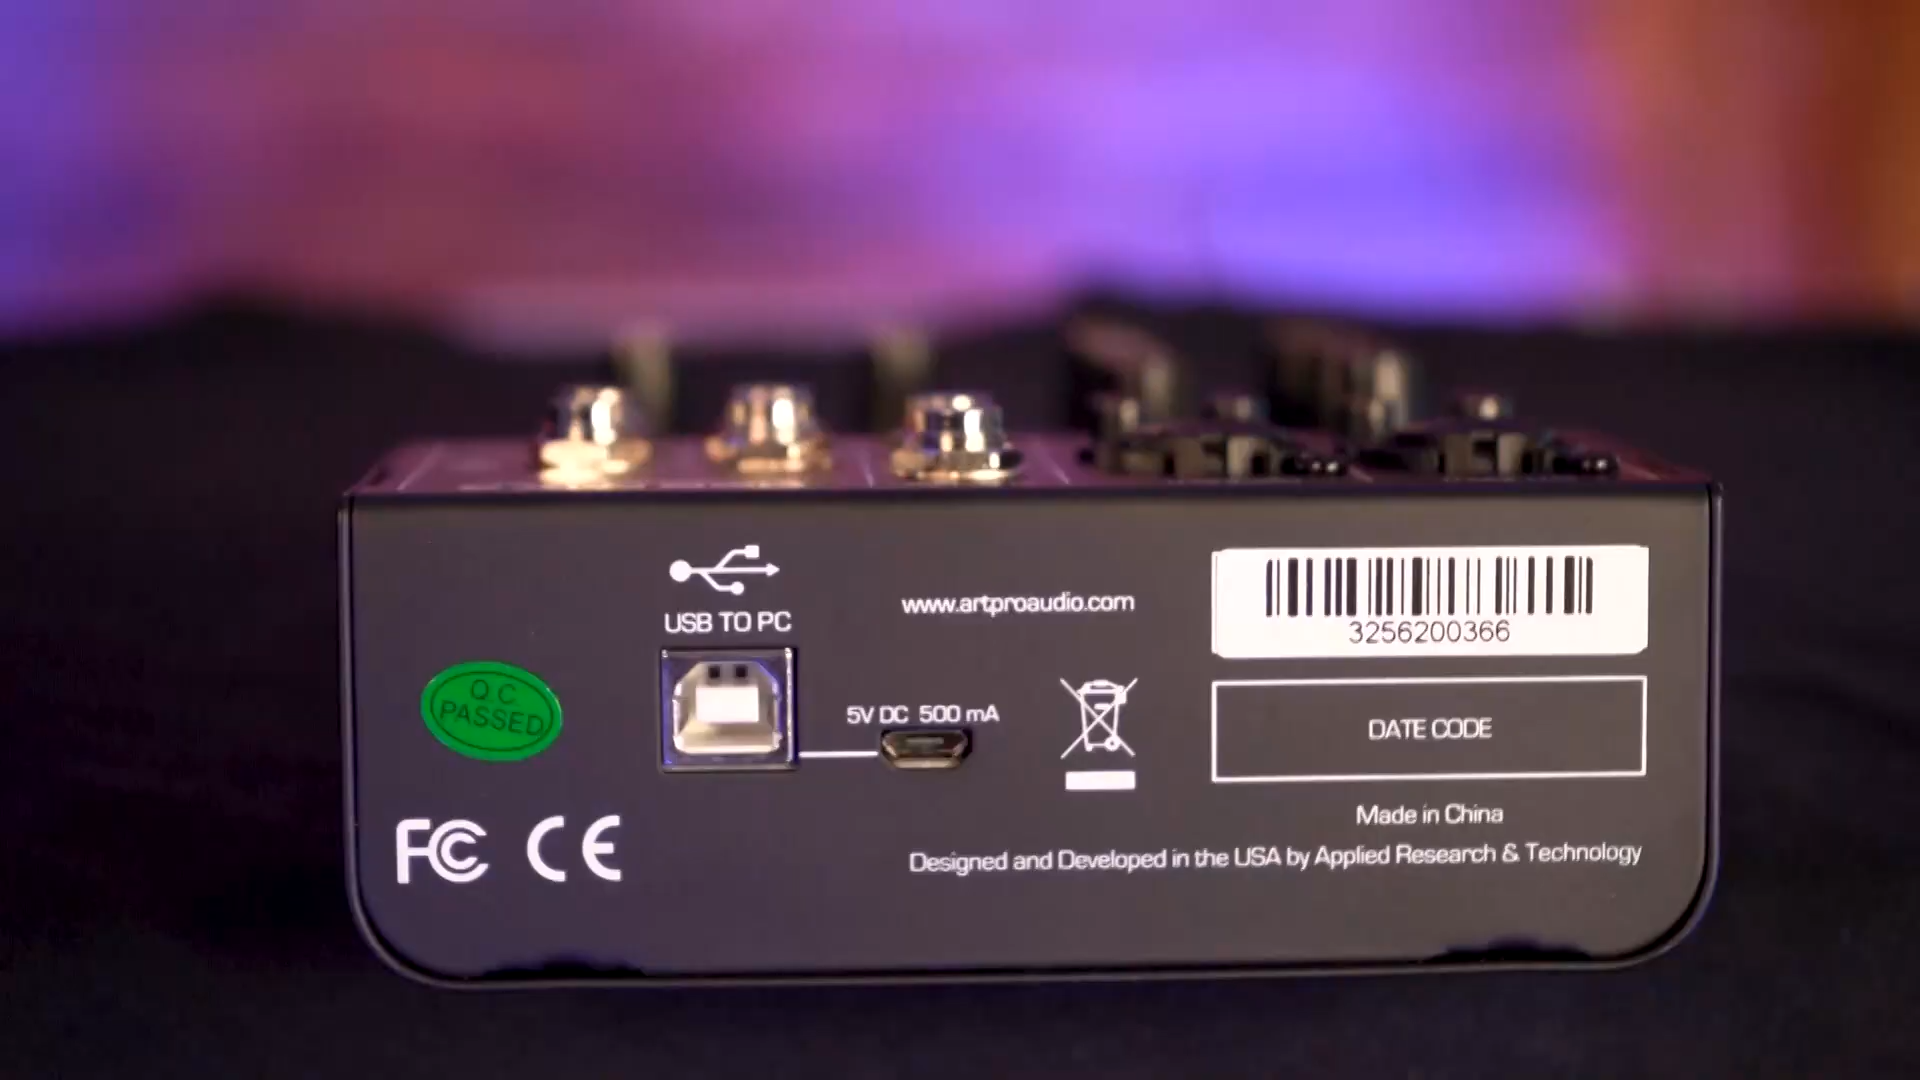 USB TO PC
www.artproaudio.com
3256200366
Q.C.
PASSED
5V DC 500 mA
DATE CODE
FC CE
Made in China
Designed and Developed in the USA by Applied Research & Technology